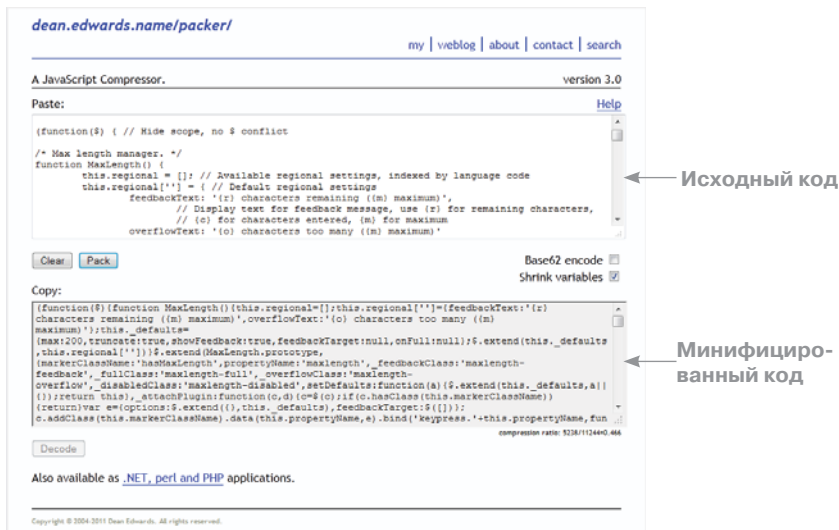 dean.edwards.name/packer/
my | weblog | about | contact | search
A JavaScript Compressor.
version 3.0
Paste:
Help
(function($) { // Hide scope, no $ conflict
/* Max length manager. */
function MaxLength() {
this.regional = []; // Available regional settings, indexed by language code
this.regional[''] = { // Default regional settings
feedbackText: '{r} characters remaining ({m} maximum)',
// Display text for feedback message, use {r} for remaining characters,
// {c} for characters entered, {m} for maximum
overflowText: '{o} characters too many ({m} maximum)'
Исходный код
Clear
Pack
Base62 encode
Shrink variables
Copy:
(function($){function MaxLength(){this.regional=[];this.regional['']={feedbackText:'{r}
characters remaining ({m} maximum)',overflowText:'{o} characters too many ({m}
maximum)'};this._defaults=
{max:200,truncate:true,showFeedback:true,feedbackTarget:null,onFull:null};$.extend(this._defaults
,this.regional[''])}$.extend(MaxLength.prototype,
{markerClassName:'hasMaxLength',propertyName:'maxlength',_feedbackClass:'maxlength-
feedback',_fullClass:'maxlength-full',_overflowClass:'maxlength-
overflow',_disabledClass:'maxlength-disabled',setDefaults:function(a){$.extend(this._defaults,a||
{});return this},_attachPlugin:function(c,d){c=$(c);if(c.hasClass(this.markerClassName))
{return}var e={options:$.extend({},this._defaults),feedbackTarget:$([])};
c.addClass(this.markerClassName).data(this.propertyName,e).bind('keypress.'+this.propertyName,fun
Минифициро-
ванный код
compression ratio: 5238/11244=0.466
Decode
Also available as .NET, perl and PHP applications.
Copyright © 2004-2011 Dean Edwards. All rights reserved.